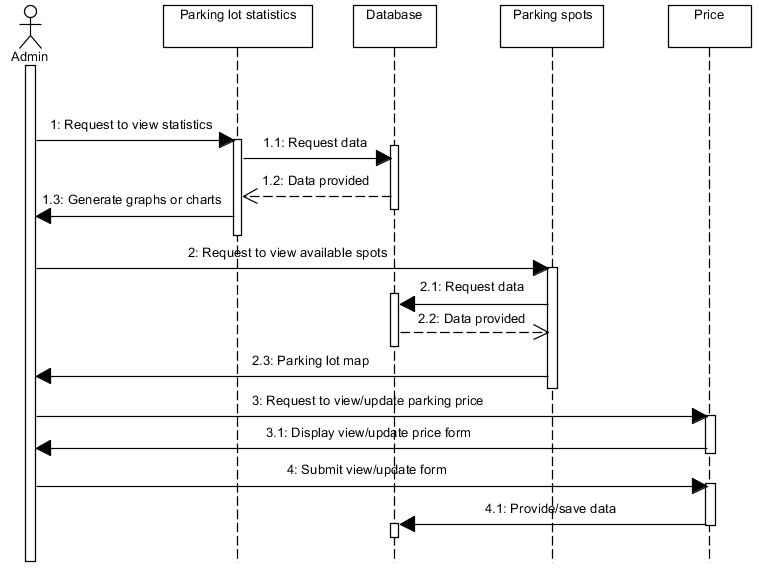 Parking lot statistics
Database
Parking spots
Price
Admin
1: Request to view statistics
1.1: Request data
1.2: Data provided
1.3: Generate graphs or charts
2: Request to view available spots
2.1: Request data
2.2: Data provided
2.3: Parking lot map
3: Request to view/update parking price
3.1: Display view/update price form
4: Submit view/update form
4.1: Provide/save data